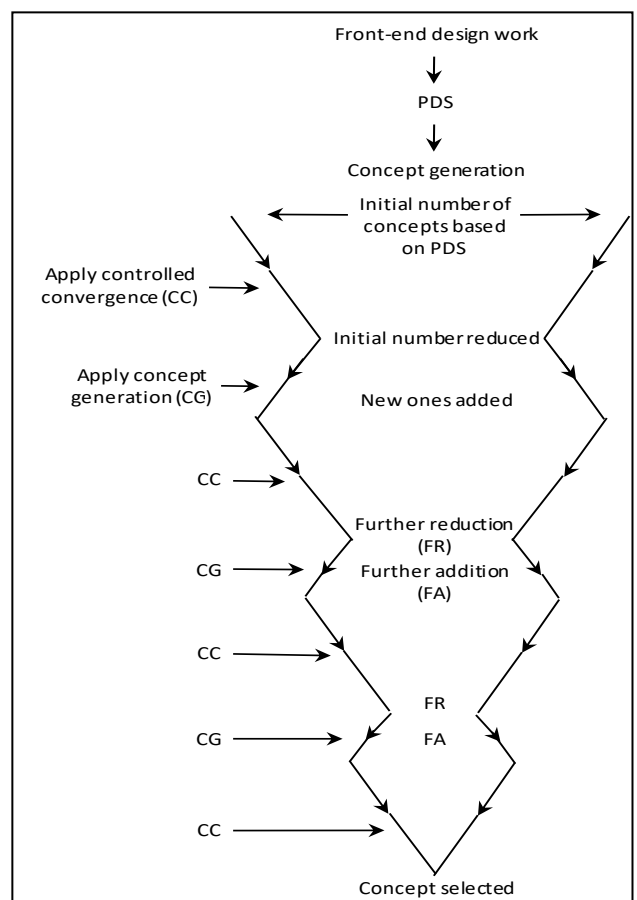 Front-end design work
PDS
Concept generation
Initial number of
concepts based
on PDS
Apply controlled
convergence (CC)
Initial number reduced
Apply concept
generation (CG)
New ones added
CC
Further reduction
(FR)
CG
Further addition
(FA)
CC
FR
CG
FA
CC
Concept selected